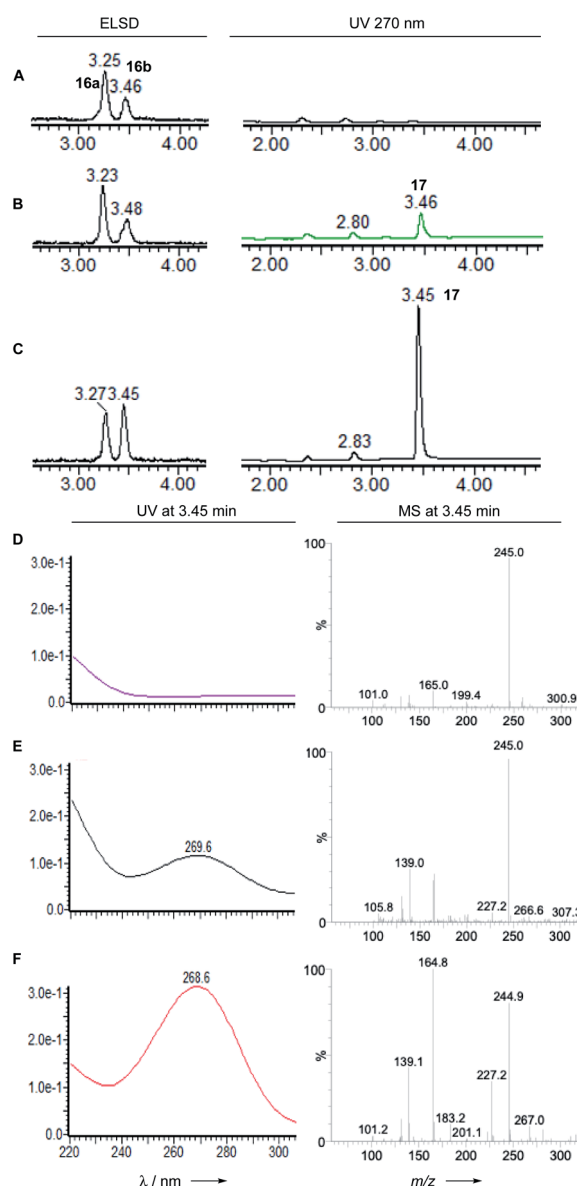 ELSD UV 270 nm
A
3.25
16a 16b
3.46
3.00 4.00 2.00 3.00 4.00
B
3.23
3.48
17
2.80 3.46
3.00 4.00 2.00 3.00 4.00
C
3.27 3.45
3.45 17
2.83
3.00 4.00 2.00 3.00 4.00
UV at 3.45 min MS at 3.45 min
D
3.0e-1
2.0e-1
1.0e-1
0.0
100
%
245.0
101.0 165.0 199.4 300.9
100 150 200 250 300
E
3.0e-1
2.0e-1
1.0e-1
0.0
269.6
100
%
245.0
139.0
105.8 227.2 266.6 307.3
100 150 200 250 300
F
3.0e-1
2.0e-1
1.0e-1
0.0
268.6
220 240 260 280 300
λ / nm
100
%
164.8
244.9
139.1
227.2
101.2 183.2 201.1 267.0
100 150 200 250 300
m/z